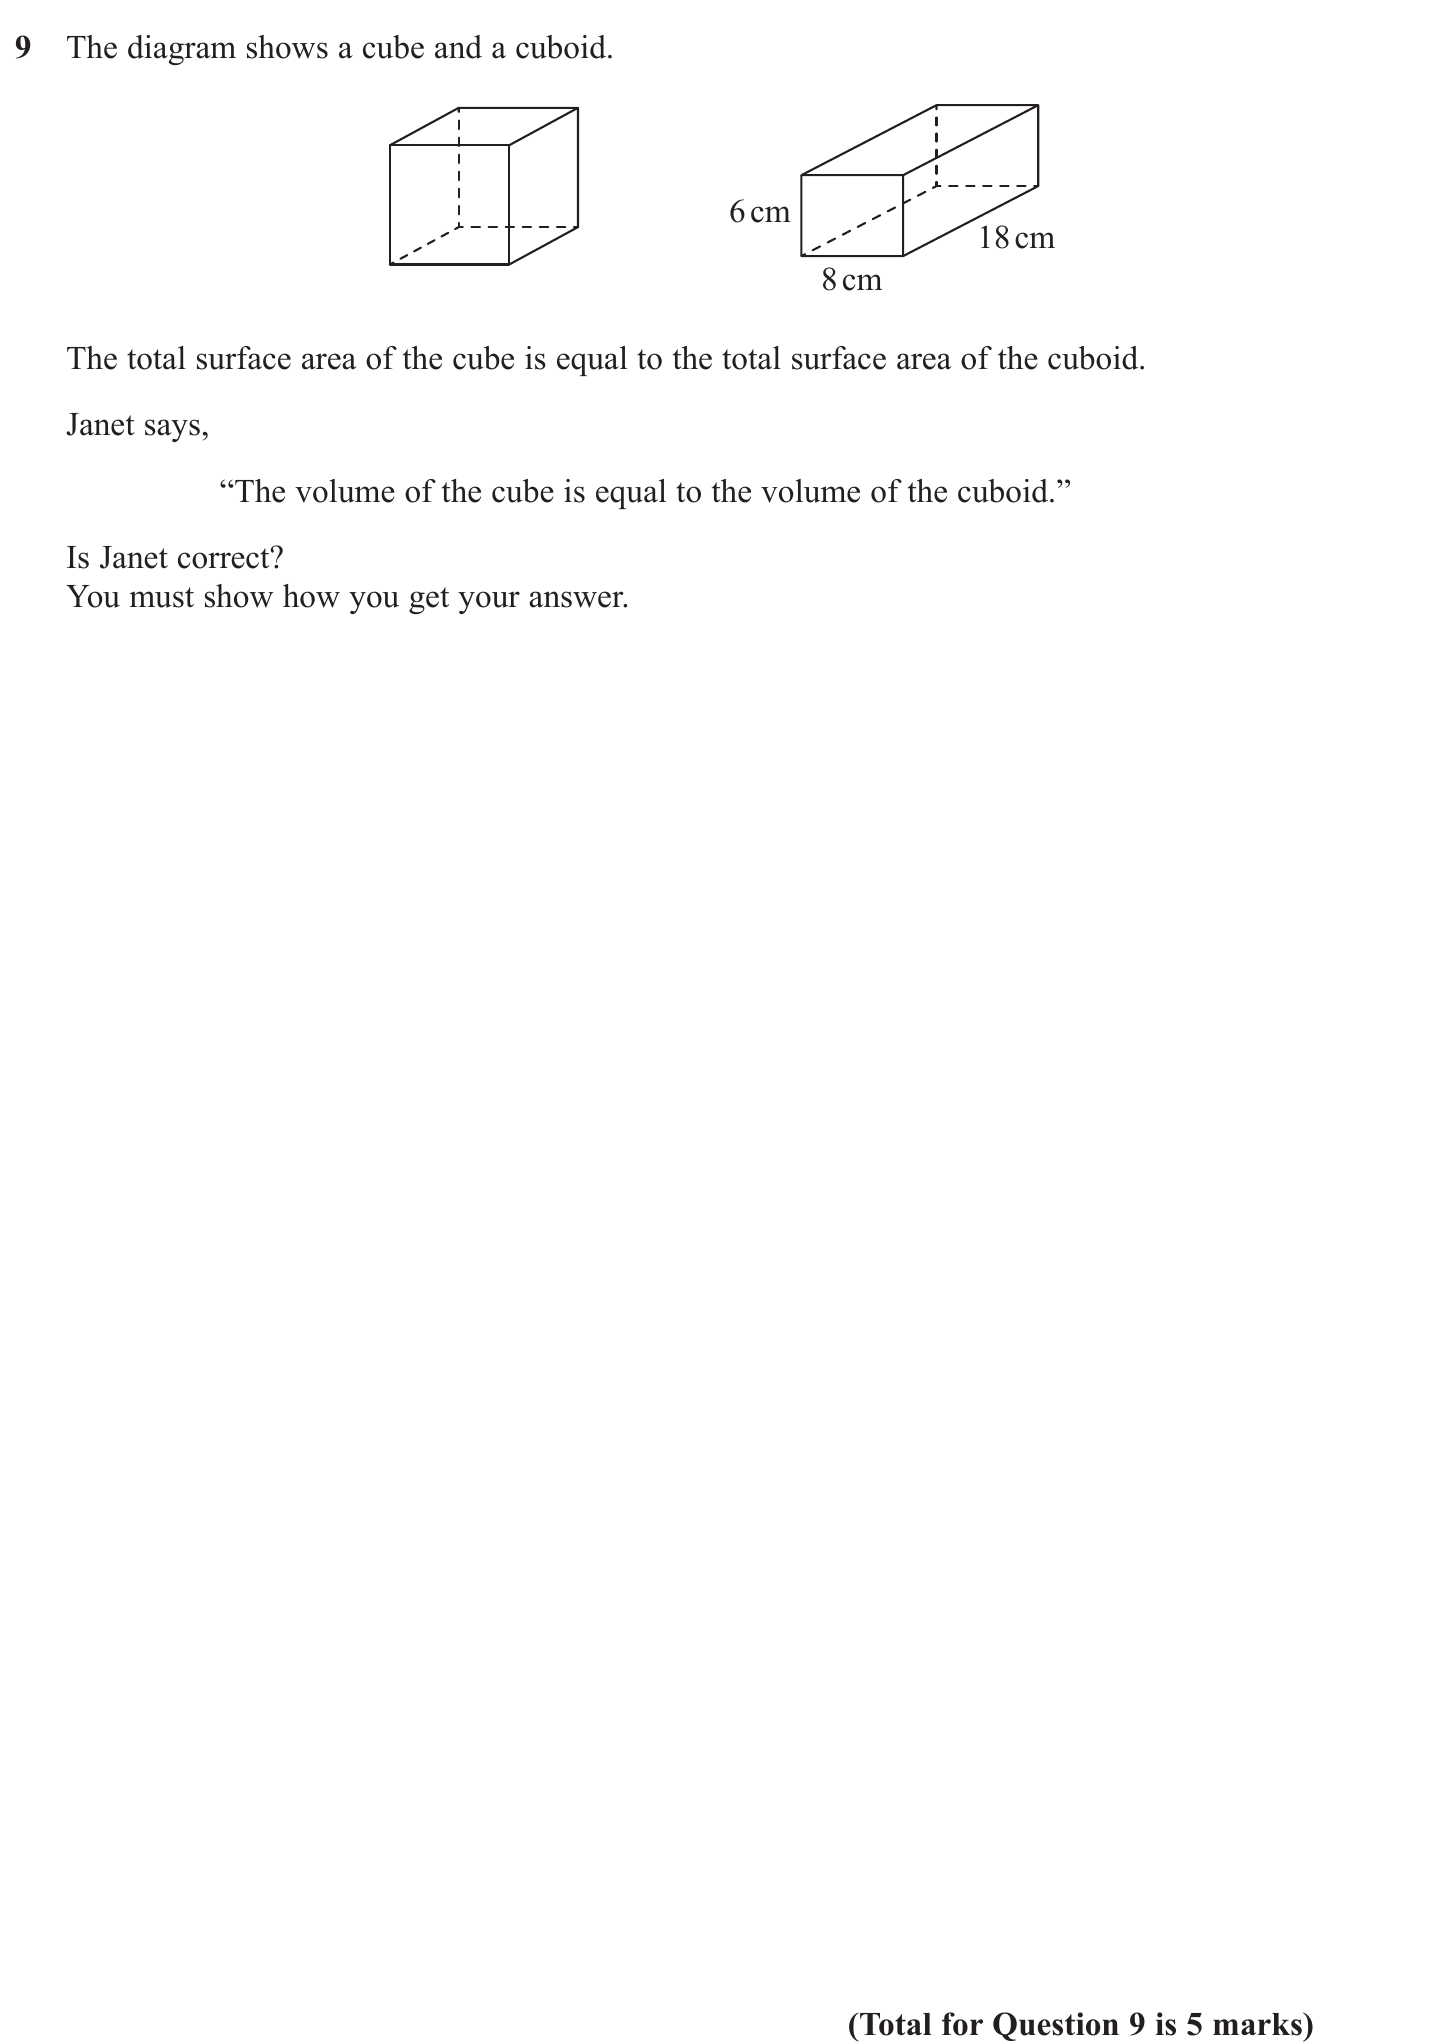 9 The diagram shows a cube and a cuboid.
6 cm
18 cm
8 cm
The total surface area of the cube is equal to the total surface area of the cuboid.
Janet says,
“The volume of the cube is equal to the volume of the cuboid.”
Is Janet correct?
You must show how you get your answer.
(Total for Question 9 is 5 marks)